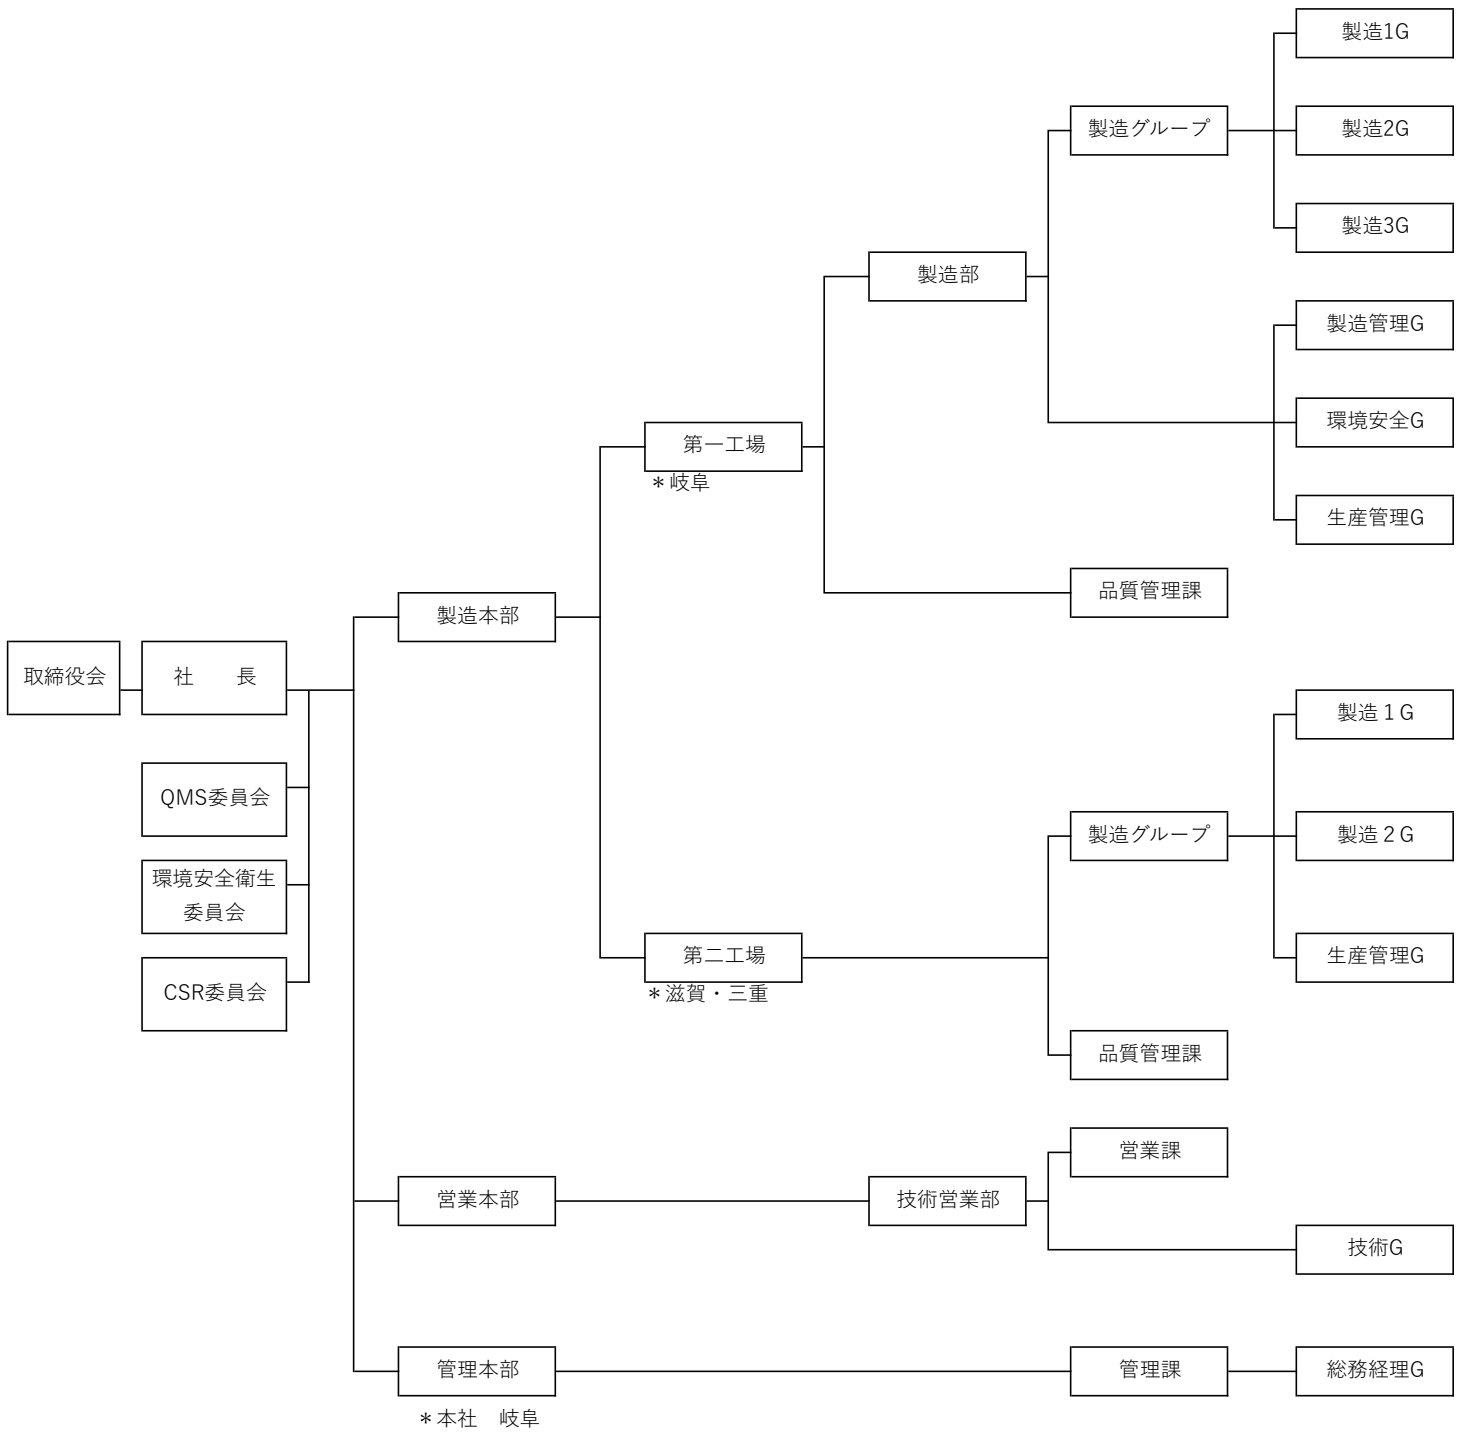 製造1G
製造グループ
製造2G
製造3G
製造部
製造管理G
環境安全G
第一工場
＊岐阜
生産管理G
品質管理課
製造本部
取締役会
社　　長
製造１G
QMS委員会
製造グループ
製造２G
環境安全衛生
委員会
第二工場
＊滋賀・三重
生産管理G
CSR委員会
品質管理課
営業課
営業本部
技術営業部
技術G
管理本部
管理課
総務経理G
＊本社　岐阜